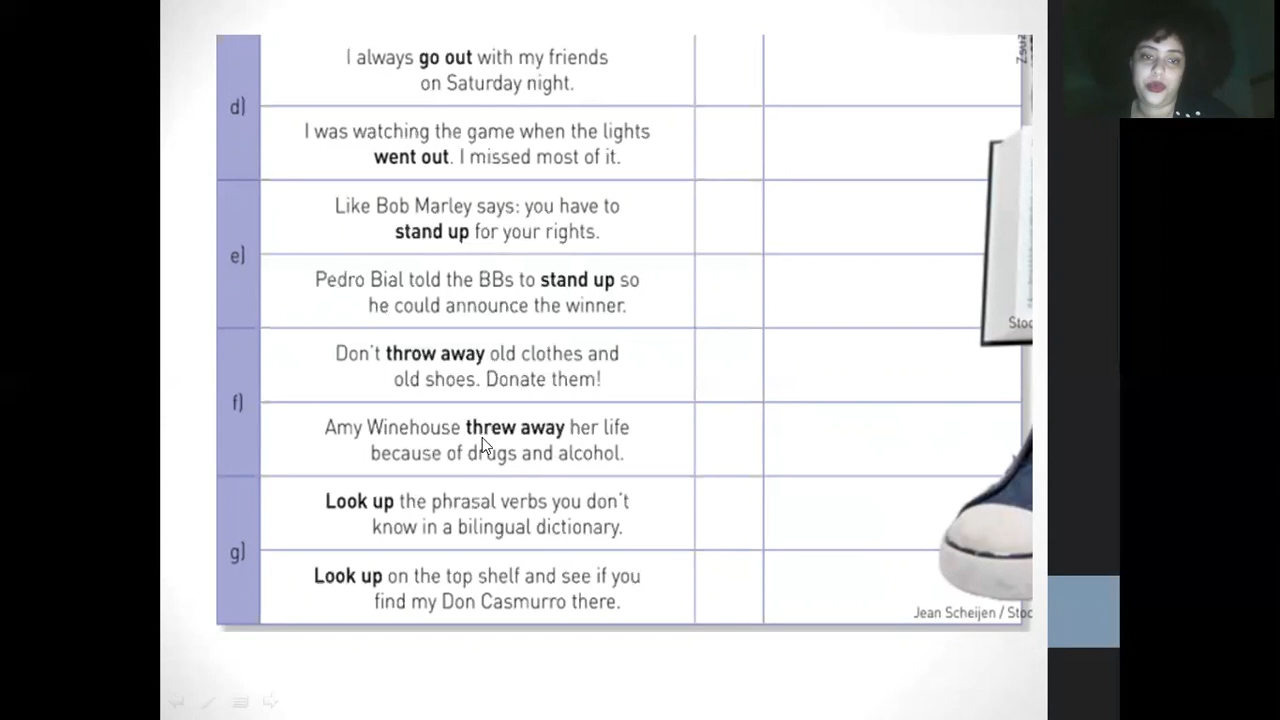 I always go out with my friends
on Saturday night.
d)
I was watching the game when the lights
went out. I missed most of it.
Like Bob Marley says: you have to
stand up for your rights.
e)
Pedro Bial told the BBs to stand up so
he could announce the winner.
Don't throw away old clothes and
old shoes. Donate them!
f)
Amy Winehouse threw away her life
because of drugs and alcohol.
Look up the phrasal verbs you don't
know in a bilingual dictionary.
g)
Look up on the top shelf and see if you
find my Don Casmurro there.
Jean Scheijen / Stoc
Stoc